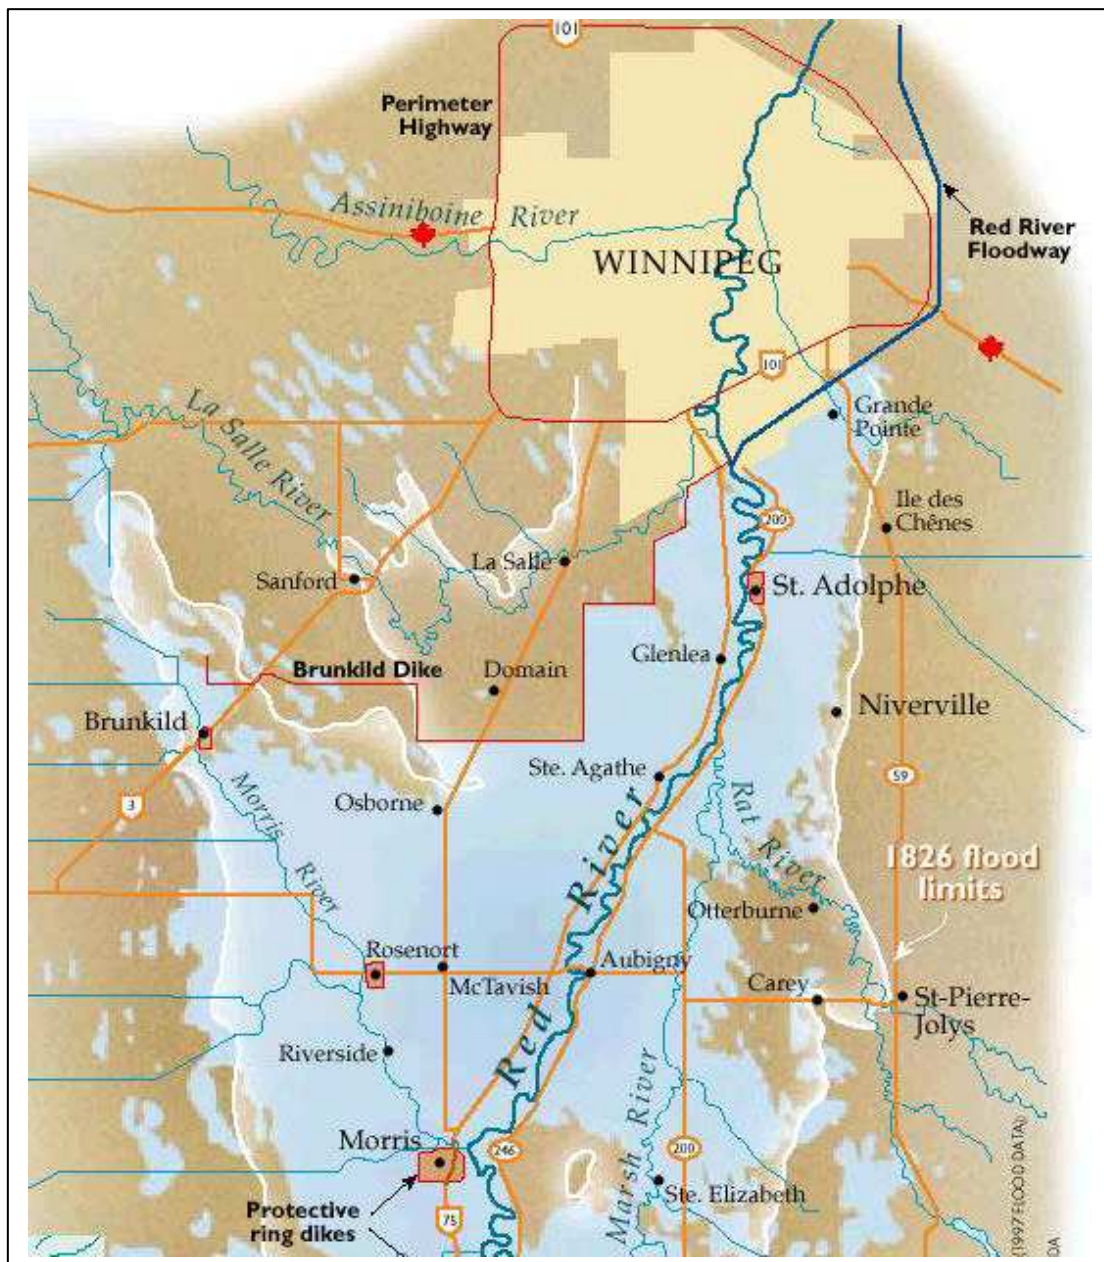 101
Perimeter
Highway
Assiniboine River
Red River
Floodway
WINNIPEG
101
La Salle River
Grande
Pointe
Ile des
Chênes
200
La Salle
Sanford
St. Adolphe
Glenlea
Brunkild Dike
Domain
Brunkild
Niverville
Ste. Agathe
59
3
Osborne
Morris
River
Rat River
Red River
1826 flood
limits
Otterburne
Rosenort
McTavish
Aubigny
Carey
St-Pierre-
Jolys
Riverside
Marsh River
Morris
246
200
Ste. Elizabeth
Protective
ring dikes
75
(1997 FLOOD DATA)
DA